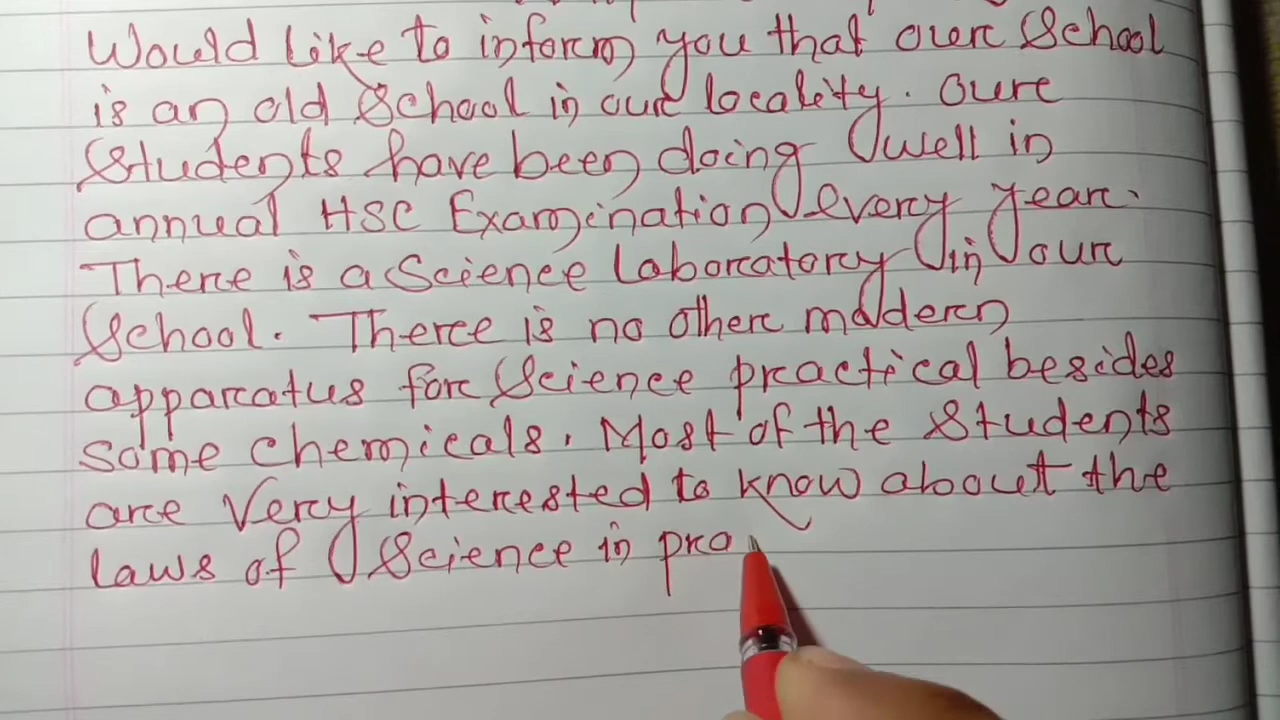 Would like to inform you that our School
is an old School in our locality. Our
Students have been doing well in
annual HSC Examination every year.
There is a Science Laboratory in our
School. There is no other modern
apparatus for Science practical besides
some chemicals. Most of the Students
are Very interested to know about the
laws of Science in pra